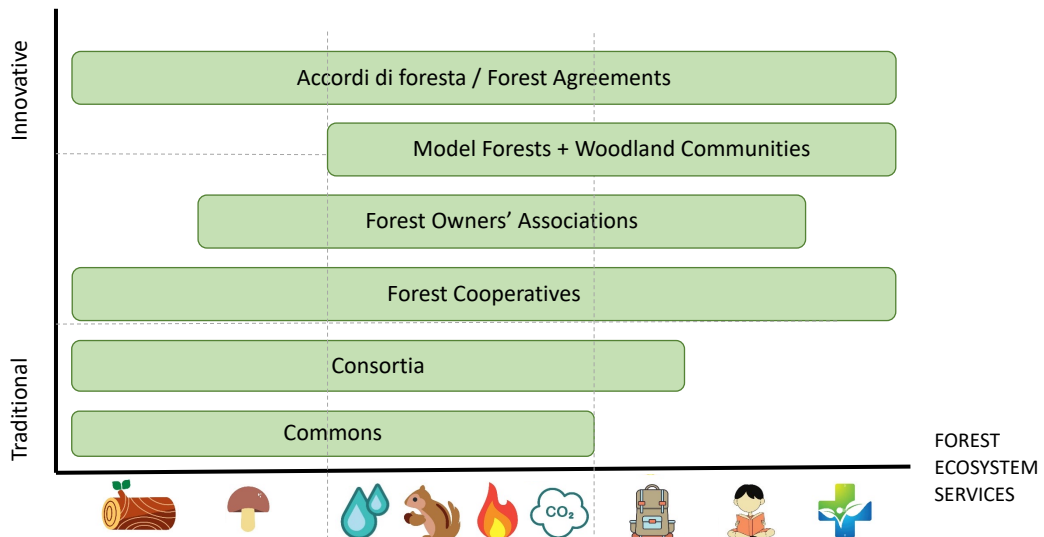 Innovative
Accordi di foresta / Forest Agreements
Model Forests + Woodland Communities
Forest Owners’ Associations
Forest Cooperatives
Traditional
Consortia
Commons
FOREST
ECOSYSTEM
SERVICES
CO₂